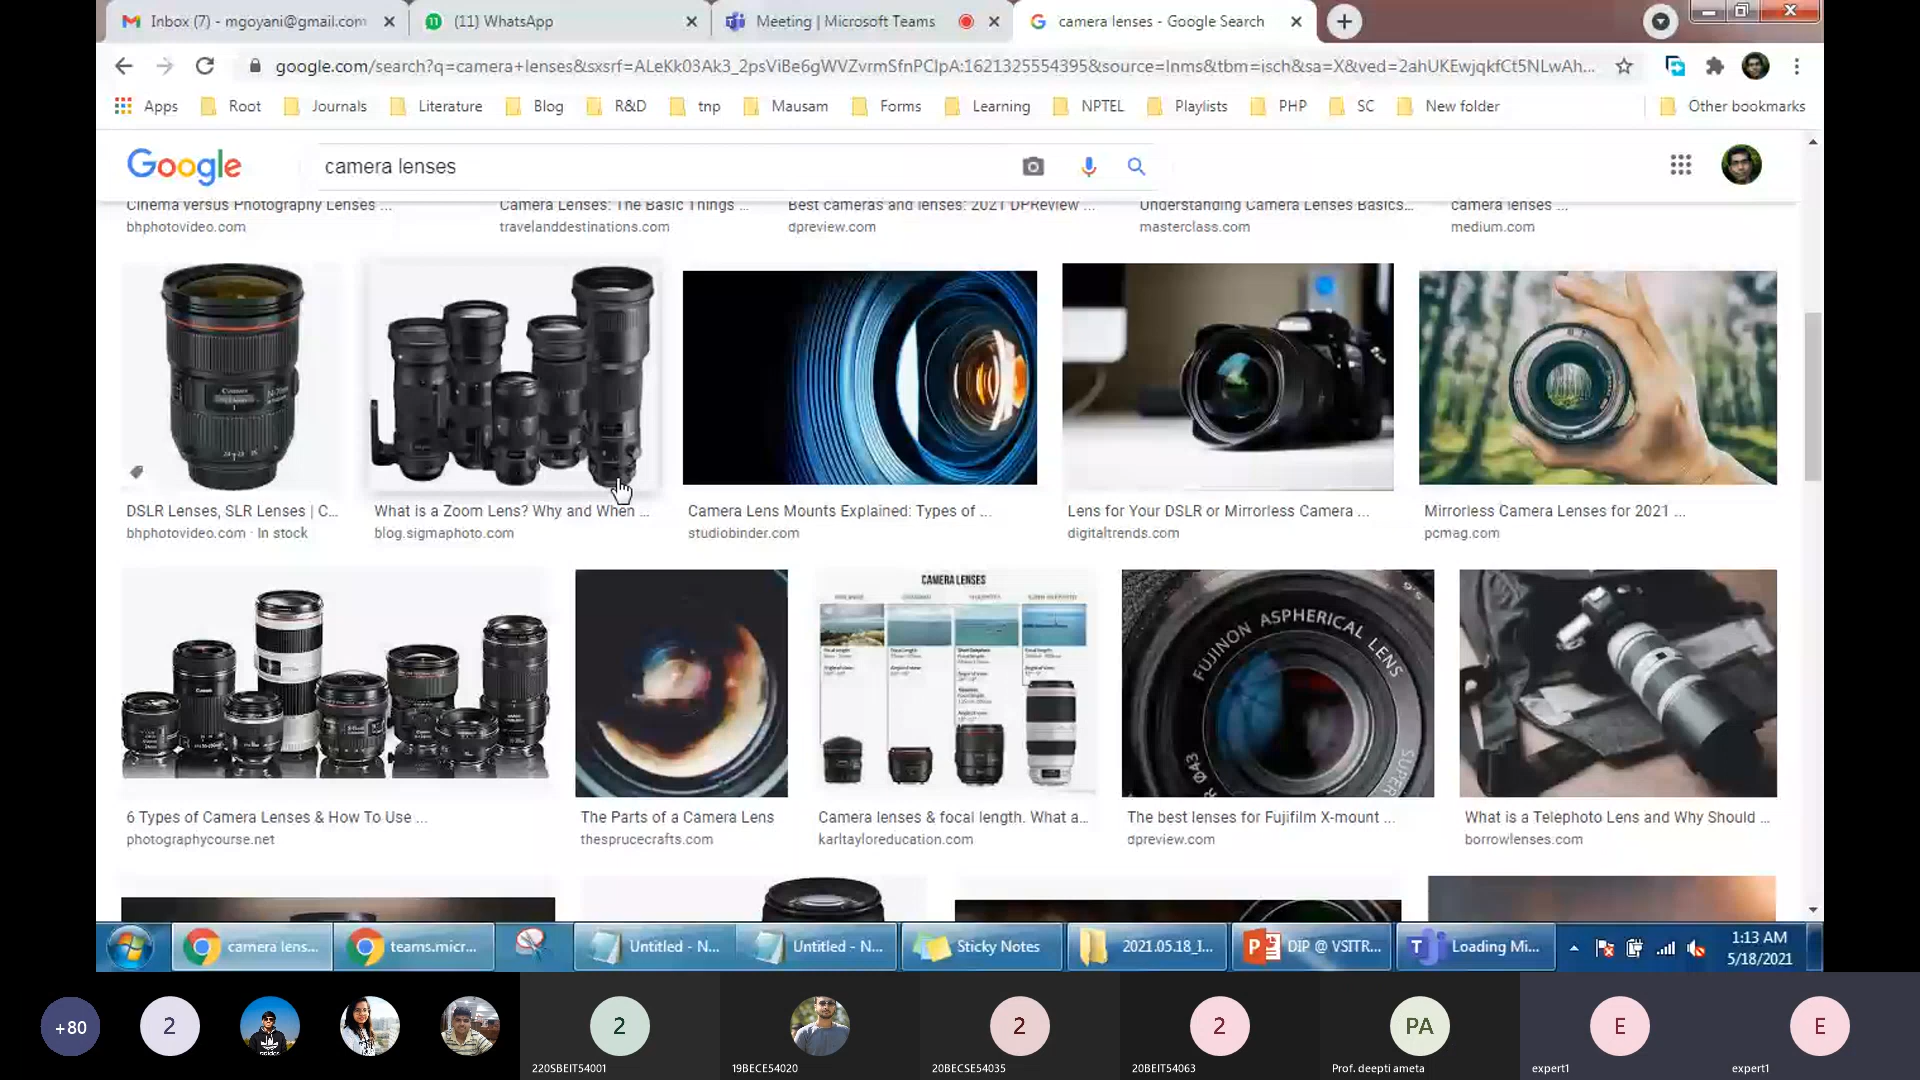 Inbox (7) - mgoyani@gmail.com
(11) WhatsApp
Meeting | Microsoft Teams
camera lenses - Google Search
google.com/search?q=camera+lenses&sxsrf=ALeKk03Ak3_2psViBe6gWVZvrmSfnPClpA:1621325554395&source=lnms&tbm=isch&sa=X&ved=2ahUKEwjqkfCt5NLwAh...
Apps Root Journals Literature Blog R&D tnp Mausam Forms Learning NPTEL Playlists PHP SC New folder Other bookmarks
Google
camera lenses
Cinema Versus Photography Lenses ...
bhphotovideo.com
Camera Lenses: The Basic Things ...
travelanddestinations.com
Best cameras and lenses: 2021 DPReview ...
dpreview.com
Understanding Camera Lenses Basics...
masterclass.com
camera lenses ...
medium.com
DSLR Lenses, SLR Lenses | C...
bhphotovideo.com · In stock
What is a Zoom Lens? Why and When ...
blog.sigmaphoto.com
Camera Lens Mounts Explained: Types of ...
studiobinder.com
Lens for Your DSLR or Mirrorless Camera ...
digitaltrends.com
Mirrorless Camera Lenses for 2021 ...
pcmag.com
CAMERA LENSES
FUJINON ASPHERICAL LENS
SUPER
Ø43
6 Types of Camera Lenses & How To Use ...
photographycourse.net
The Parts of a Camera Lens
thesprucecrafts.com
Camera lenses & focal length. What a...
karltayloreducation.com
The best lenses for Fujifilm X-mount ...
dpreview.com
What is a Telephoto Lens and Why Should ...
borrowlenses.com
camera lens...
teams.micr...
Untitled - N...
Untitled - N...
Sticky Notes
2021.05.18_I...
DIP @ VSITR...
Loading Mi...
1:13 AM
5/18/2021
+80
2
2
220SBEIT54001
19BECE54020
2
20BECSE54035
2
20BEIT54063
PA
Prof. deepti ameta
E
expert1
E
expert1